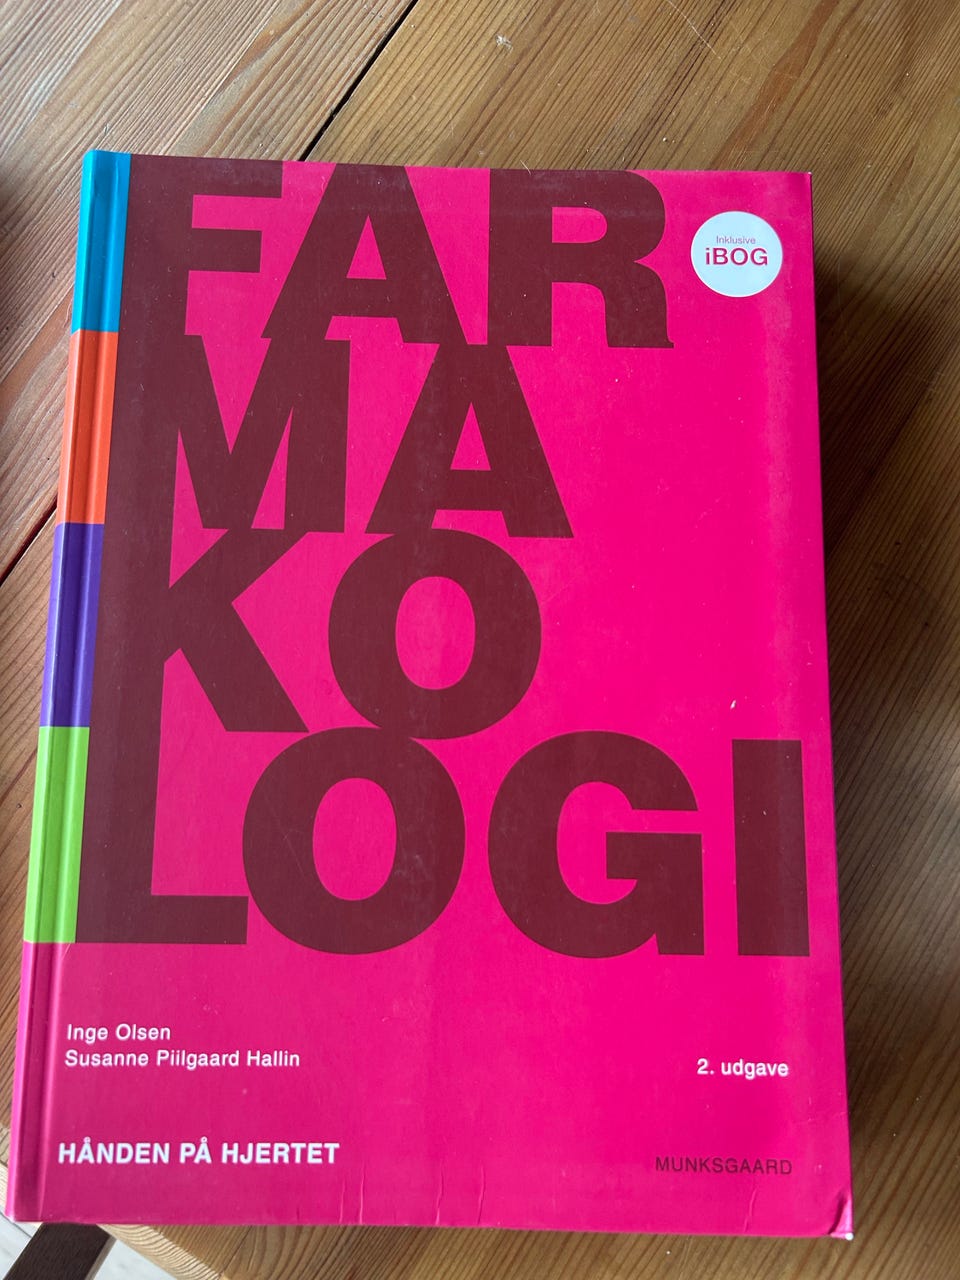 FAR
MA
KO
LOGI
Inklusive
iBOG
Inge Olsen
Susanne Piilgaard Hallin
2. udgave
HÅNDEN PÅ HJERTET
MUNKSGAARD